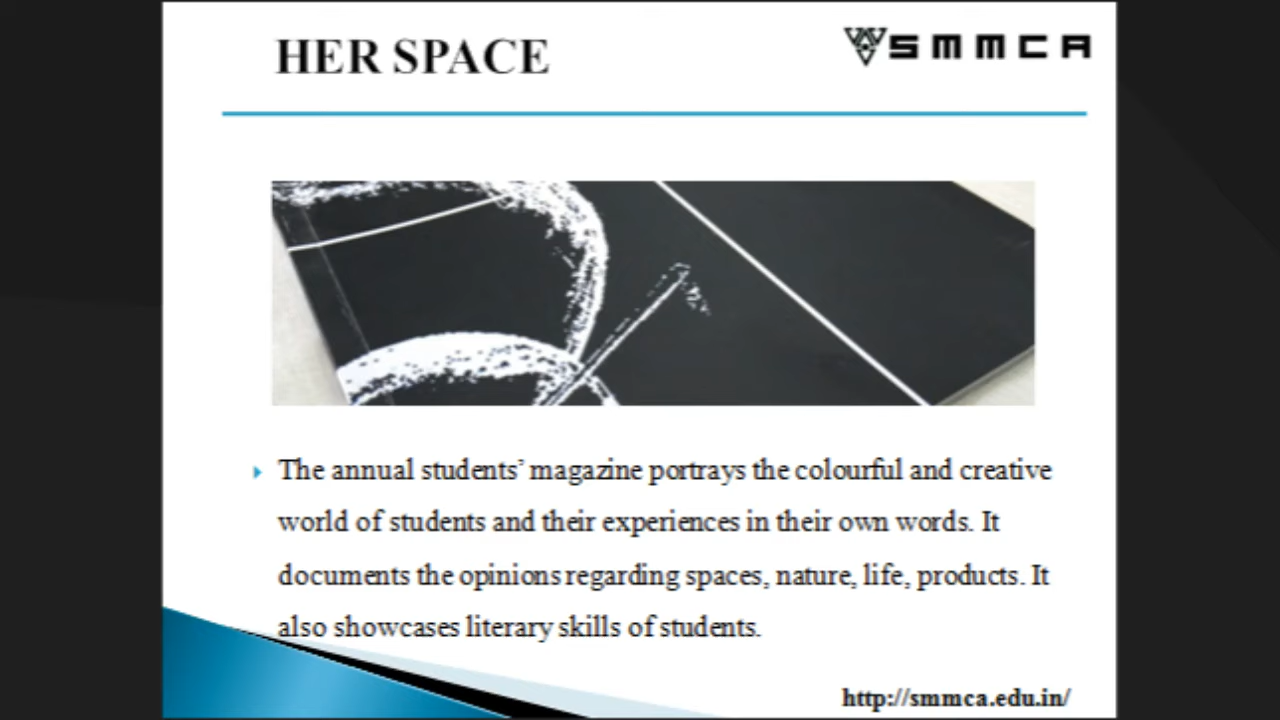 HER SPACE
SMMCA
The annual students’ magazine portrays the colourful and creative
world of students and their experiences in their own words. It
documents the opinions regarding spaces, nature, life, products. It
also showcases literary skills of students.
http://smmca.edu.in/